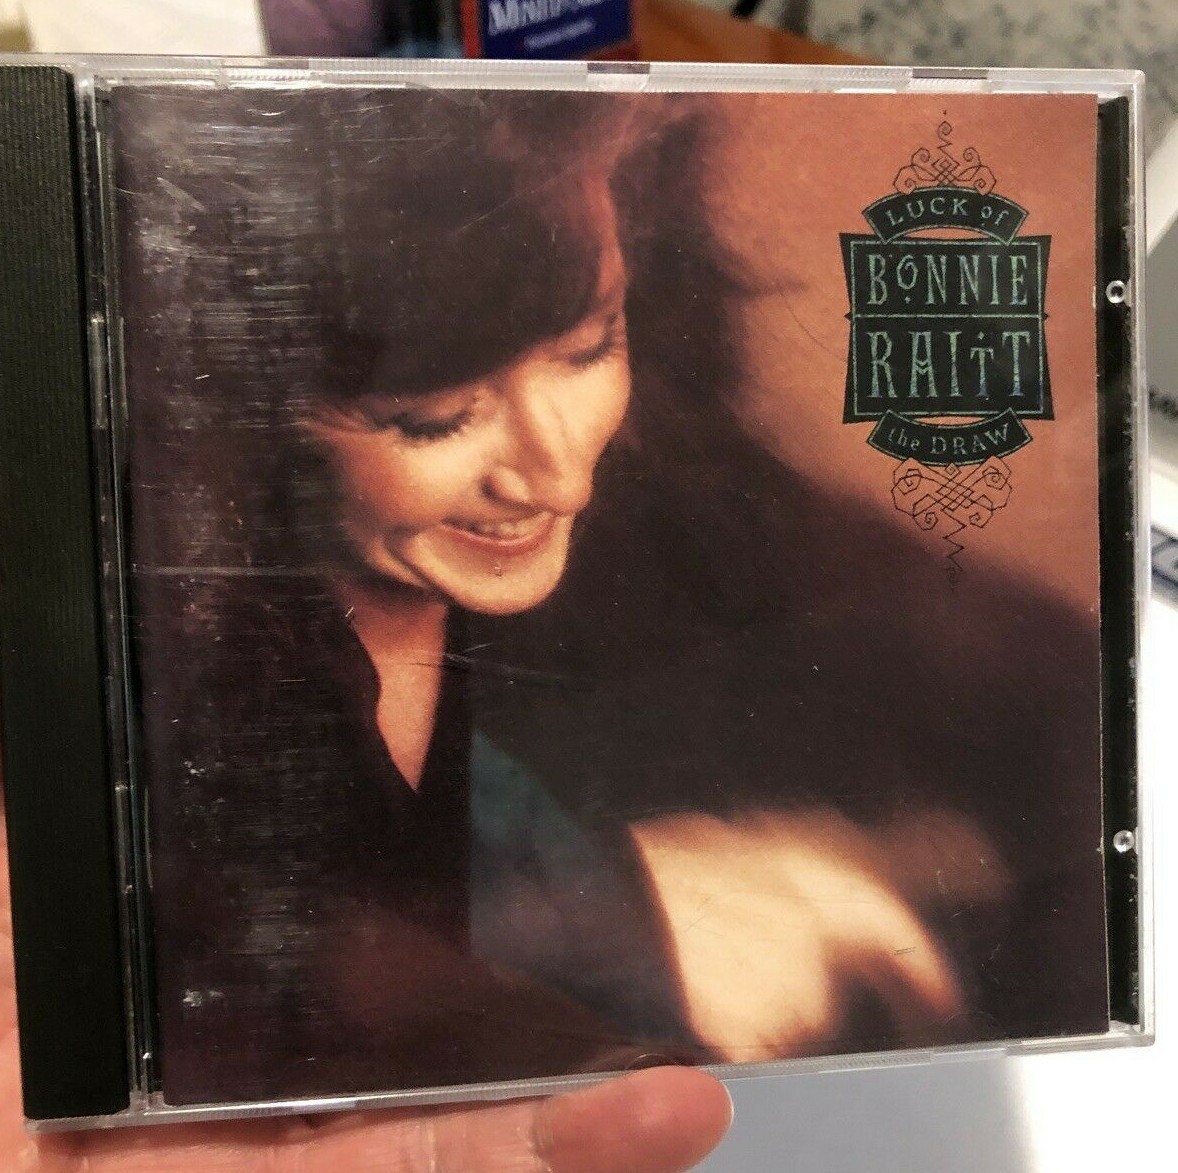 LUCK of
BONNIE
RAITT
the DRAW